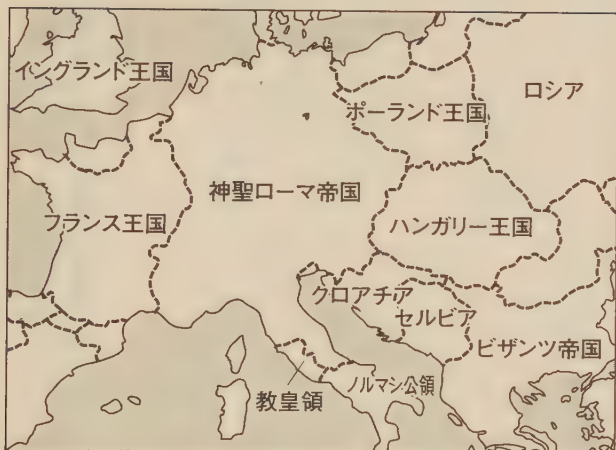 イングランド王国
ロシア
ポーランド王国
神聖ローマ帝国
フランス王国
ハンガリー王国
クロアチア
セルビア
ビザンツ帝国
ノルマン公領
教皇領